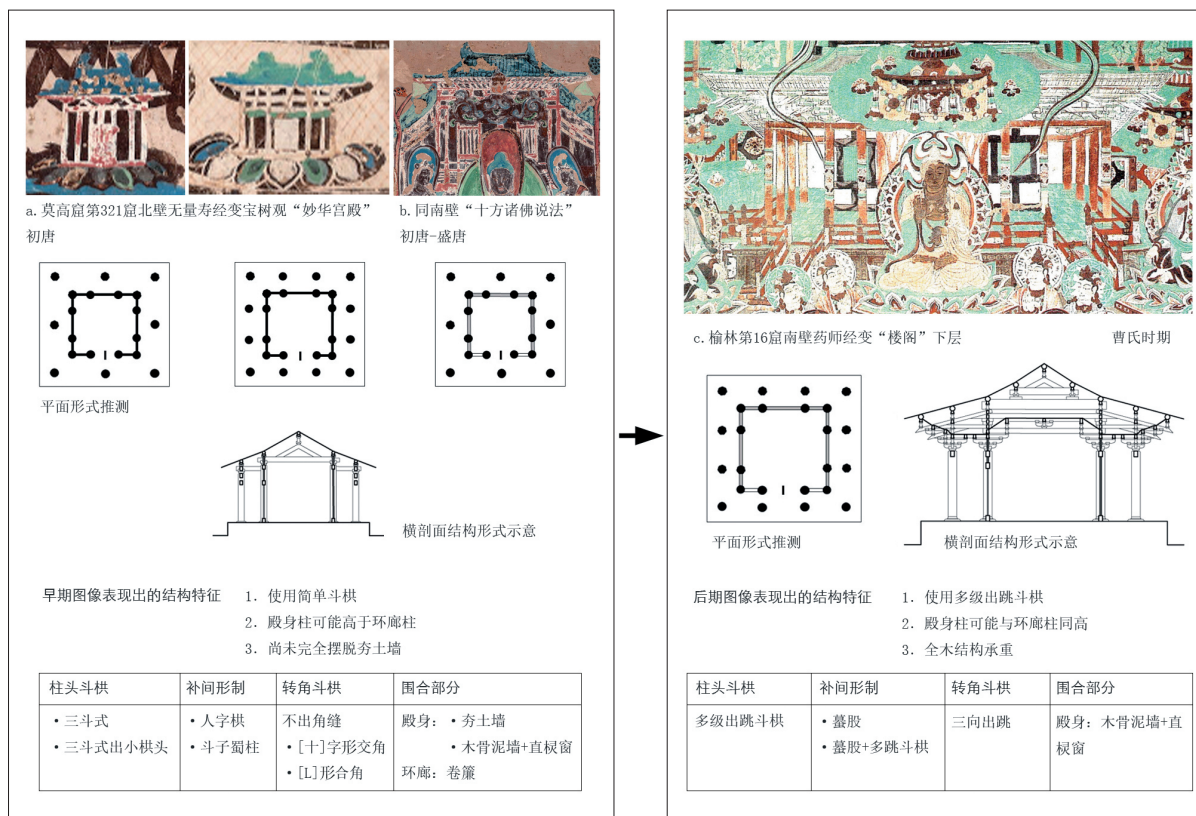 a.莫高窟第321窟北壁无量寿经变宝树观“妙华宫殿”
初唐
b.同南壁“十方诸佛说法”
初唐-盛唐
平面形式推测
横剖面结构形式示意
早期图像表现出的结构特征
1. 使用简单斗栱
2. 殿身柱可能高于环廊柱
3. 尚未完全摆脱夯土墙
柱头斗栱 补间形制 转角斗栱 围合部分
·三斗式 ·人字栱 不出角缝 殿身：·夯土墙
·三斗式出小栱头 ·斗子蜀柱 ·[十]字形交角 ·木骨泥墙+直棂窗
·[L]形合角 环廊：卷簾
c.榆林第16窟南壁药师经变“楼阁”下层 曹氏时期
平面形式推测
横剖面结构形式示意
后期图像表现出的结构特征
1. 使用多级出跳斗栱
2. 殿身柱可能与环廊柱同高
3. 全木结构承重
柱头斗栱 补间形制 转角斗栱 围合部分
多级出跳斗栱 ·蟇股 三向出跳 殿身：木骨泥墙+直
·蟇股+多跳斗栱 棂窗